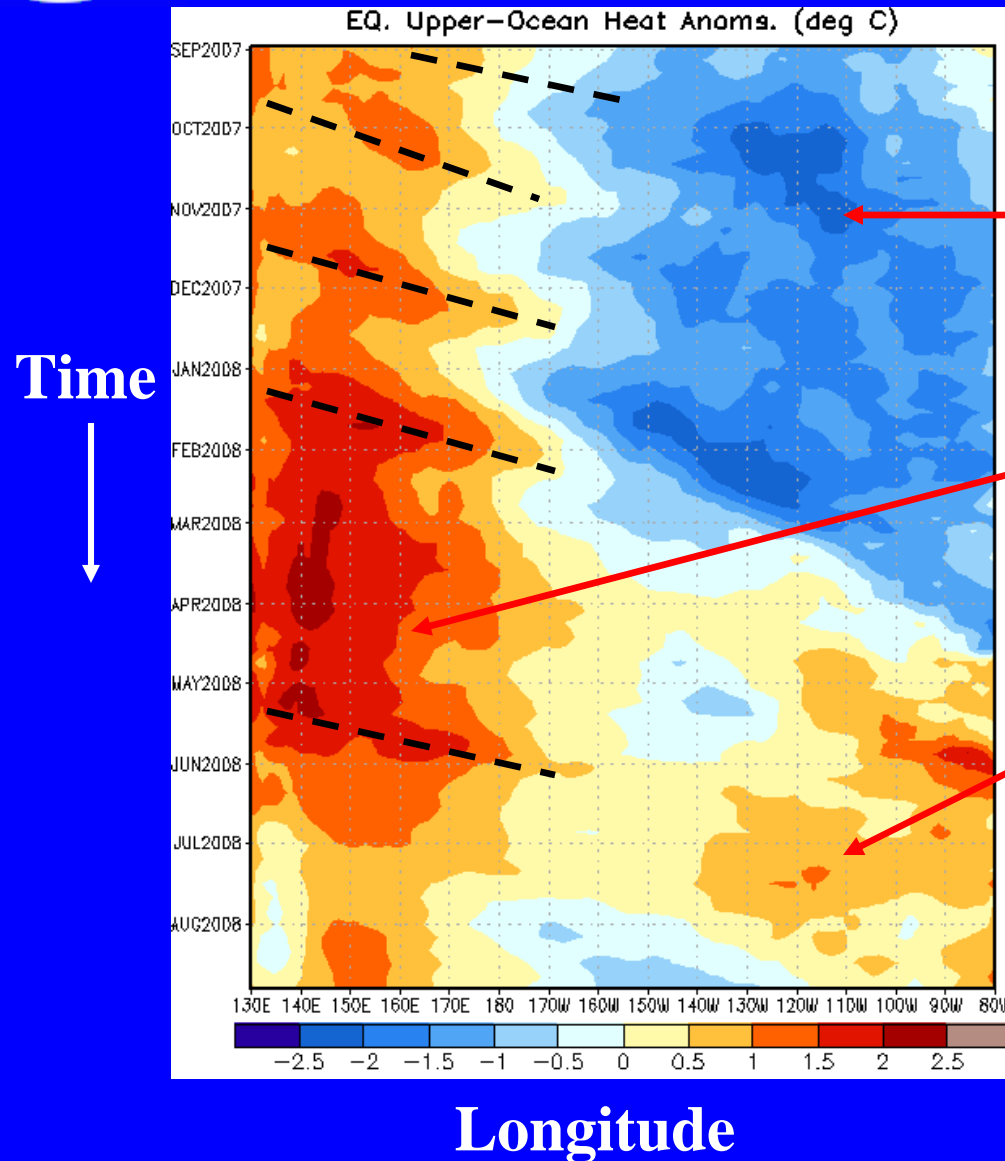 EQ. Upper-Ocean Heat Anoms. (deg C)
SEP2007
OCT2007
NOV2007
DEC2007
JAN2008
FEB2008
MAR2008
APR2008
MAY2008
JUN2008
JUL2008
AUG2008
Time
130E 140E 150E 160E 170E 180 170W 160W 150W 140W 130W 120W 110W 100W 90W 80W
-2.5 -2 -1.5 -1 -0.5 0 0.5 1 1.5 2 2.5
Longitude